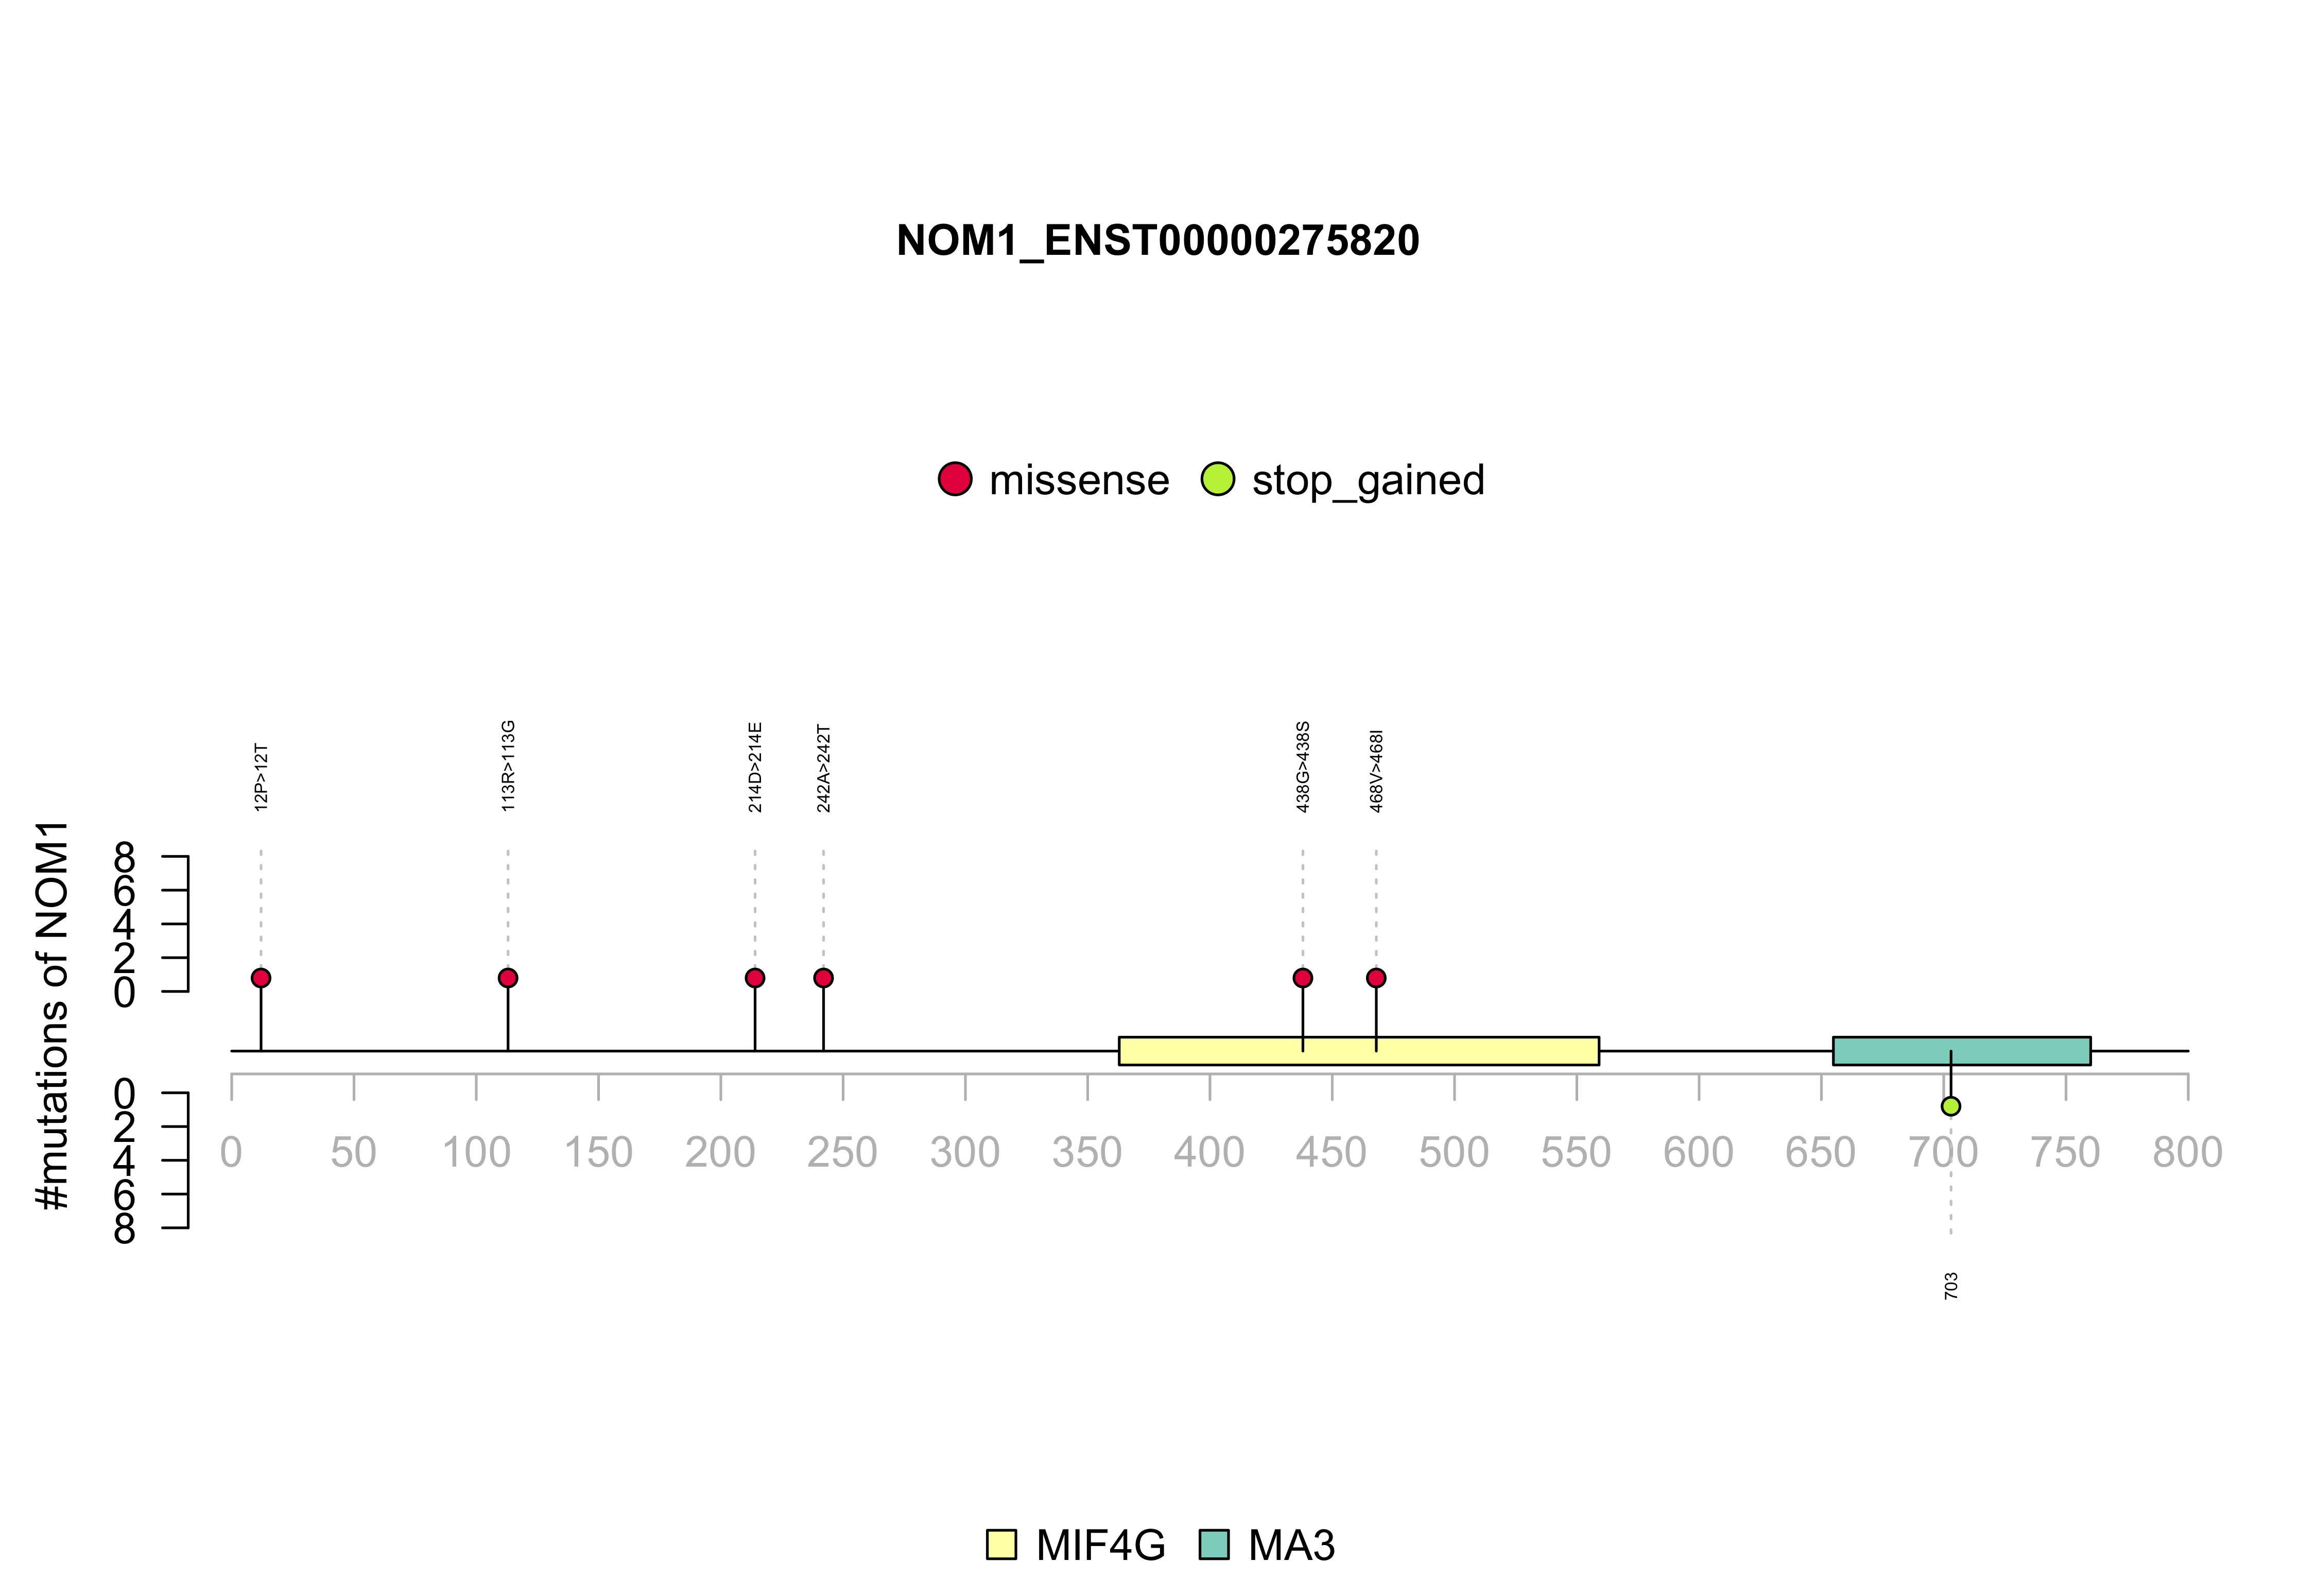 NOM1_ENST00000275820
missense stop_gained
12P>12T
113R>113G
214D>214E
242A>242T
438G>438S
468V>468I
#mutations of NOM1
8
6
4
2
0
0
2
4
6
8
0 50 100 150 200 250 300 350 400 450 500 550 600 650 700 750 800
703
MIF4G MA3